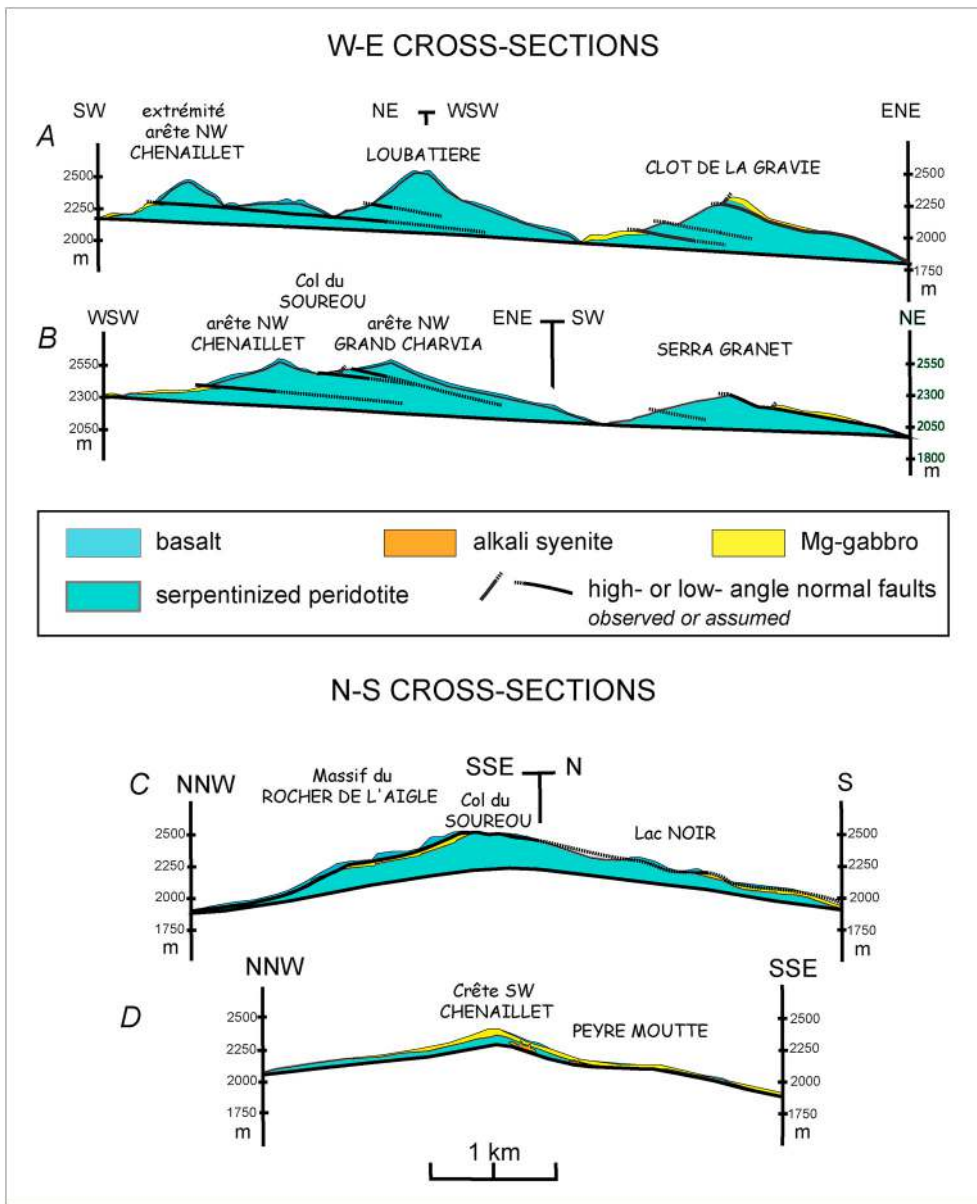 W-E CROSS-SECTIONS
A
SW
extrémité
arête NW
CHENAILLET
NE WSW
LOUBATIERE
CLOT DE LA GRAVIE
ENE
2500
2250
2000
m
2500
2250
2000
1750
m
B
WSW
Col du
SOUREOU
arête NW
CHENAILLET
arête NW
GRAND CHARVIA
ENE SW
SERRA GRANET
NE
2550
2300
2050
m
2550
2300
2050
1800
m
basalt
alkali syenite
Mg-gabbro
serpentinized peridotite
high- or low- angle normal faults
observed or assumed
N-S CROSS-SECTIONS
C
NNW
Massif du
ROCHER DE L'AIGLE
SSE N
Col du
SOUREOU
Lac NOIR
S
2500
2250
2000
1750
m
2500
2250
2000
1750
m
D
NNW
Crête SW
CHENAILLET
PEYRE MOUTTE
SSE
2500
2250
2000
1750
m
2500
2250
2000
1750
m
1 km